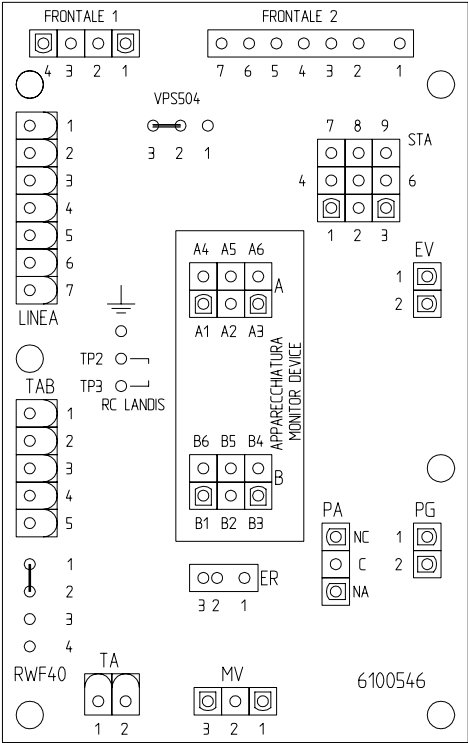 FRONTALE 1 FRONTALE 2
4 3 2 1 7 6 5 4 3 2 1
VPS504
3 2 1
1
2
3
4
5
6
7
LINEA
7 8 9
STA
4 6
1 2 3
EV
1
2
A4 A5 A6
A
A1 A2 A3
APPARECCHIATURA
MONITOR DEVICE
B6 B5 B4
B
B1 B2 B3
TP2
TP3
RC LANDIS
TAB
1
2
3
4
5
PA
NC
C
NA
PG
1
2
ER
3 2 1
1
2
3
4
RWF40
TA
1 2
MV
3 2 1
6100546